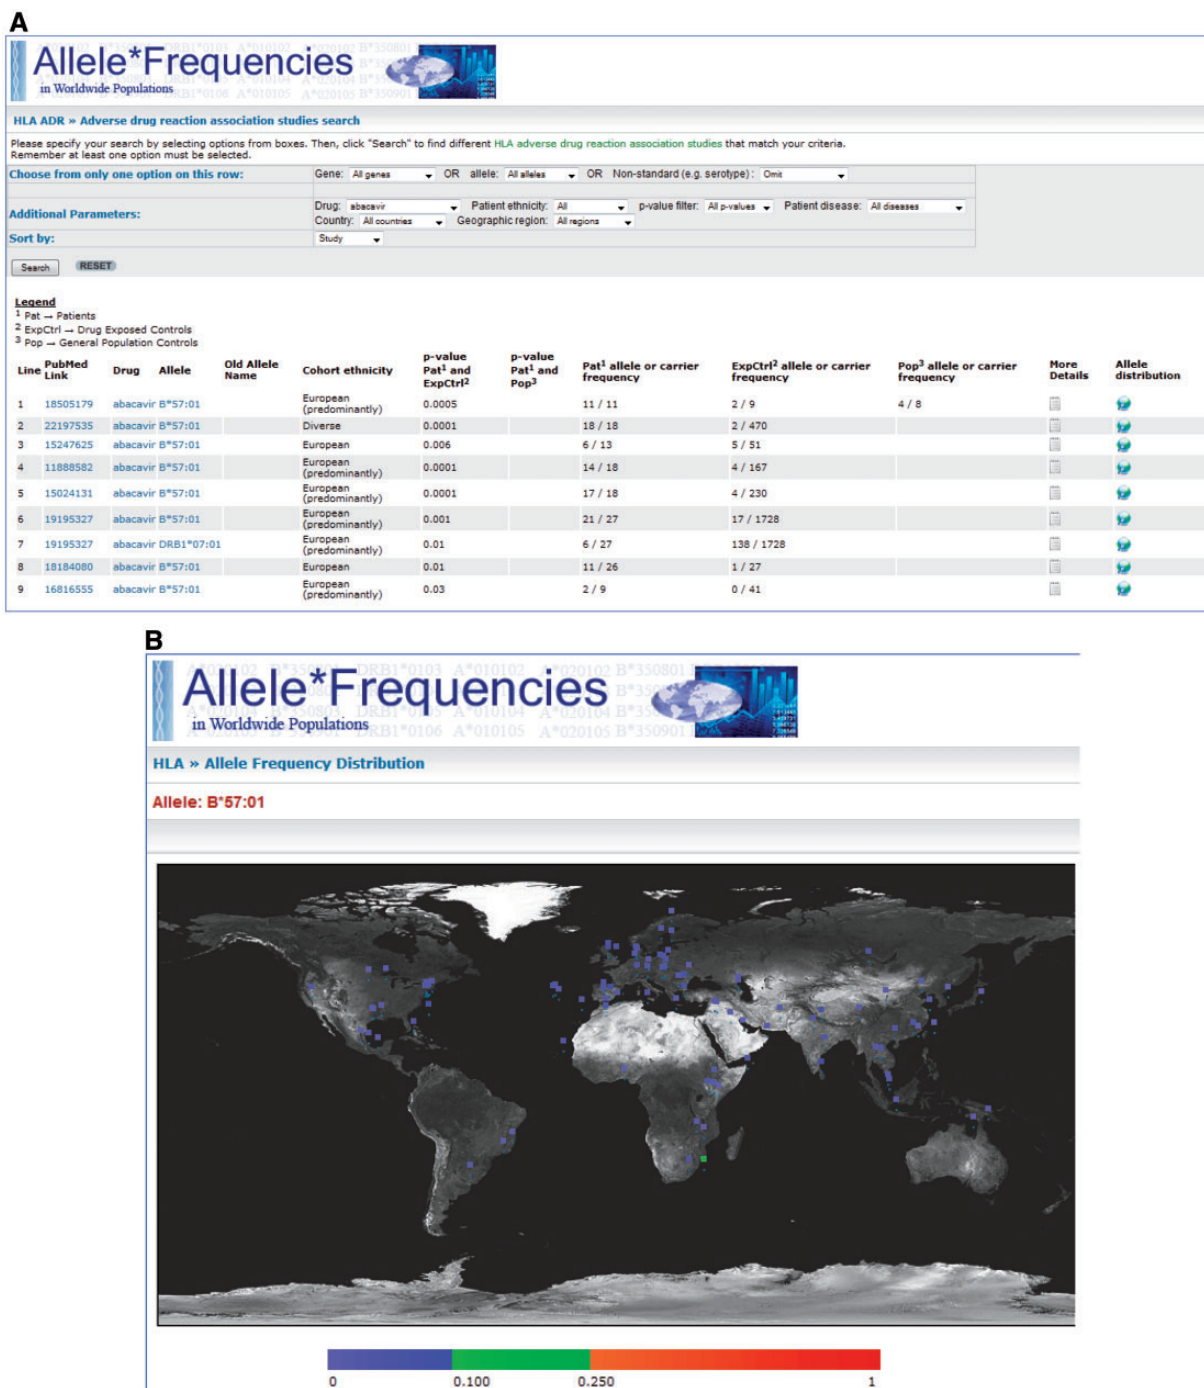 A
Allele*Frequencies
in Worldwide Populations
HLA ADR » Adverse drug reaction association studies search
Please specify your search by selecting options from boxes. Then, click "Search" to find different HLA adverse drug reaction association studies that match your criteria.
Remember at least one option must be selected.
Choose from only one option on this row: Gene: All genes OR allele: All alleles OR Non-standard (e.g. serotype): Omit
Additional Parameters: Drug: abacavir Patient ethnicity: All p-value filter: All p-values Patient disease: All diseases
Country: All countries Geographic region: All regions
Sort by: Study
Search RESET
Legend
1 Pat → Patients
2 ExpCtrl → Drug Exposed Controls
3 Pop → General Population Controls
Line PubMed Link Drug Allele Old Allele Name Cohort ethnicity p-value Pat1 and ExpCtrl2 p-value Pat1 and Pop3 Pat1 allele or carrier frequency ExpCtrl2 allele or carrier frequency Pop3 allele or carrier frequency More Details Allele distribution
1 18505179 abacavir B*57:01 European (predominantly) 0.0005 11 / 11 2 / 9 4 / 8
2 22197535 abacavir B*57:01 Diverse 0.0001 18 / 18 2 / 470
3 15247625 abacavir B*57:01 European 0.006 6 / 13 5 / 51
4 11888582 abacavir B*57:01 European (predominantly) 0.0001 14 / 18 4 / 167
5 15024131 abacavir B*57:01 European (predominantly) 0.0001 17 / 18 4 / 230
6 19195327 abacavir B*57:01 European (predominantly) 0.001 21 / 27 17 / 1728
7 19195327 abacavir DRB1*07:01 European (predominantly) 0.01 6 / 27 138 / 1728
8 18184080 abacavir B*57:01 European 0.01 11 / 26 1 / 27
9 16816555 abacavir B*57:01 European (predominantly) 0.03 2 / 9 0 / 41
B
Allele*Frequencies
in Worldwide Populations
HLA » Allele Frequency Distribution
Allele: B*57:01
0 0.100 0.250 1